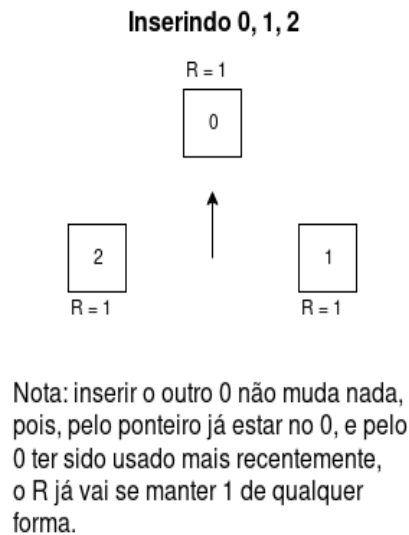 Inserindo 0, 1, 2
R = 1
0
2
1
R = 1
R = 1
Nota: inserir o outro 0 não muda nada,
pois, pelo ponteiro já estar no 0, e pelo
0 ter sido usado mais recentemente,
o R já vai se manter 1 de qualquer
forma.